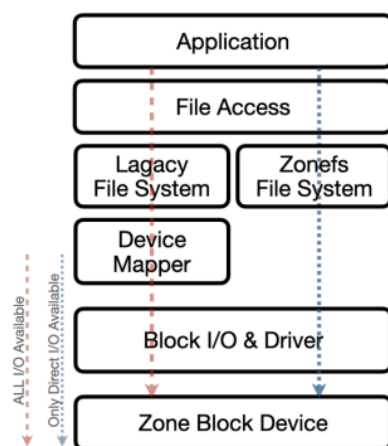 Application
File Access
Lagacy
File System
Zonefs
File System
Device
Mapper
Block I/O & Driver
Zone Block Device
ALL I/O Available
Only Direct I/O Available